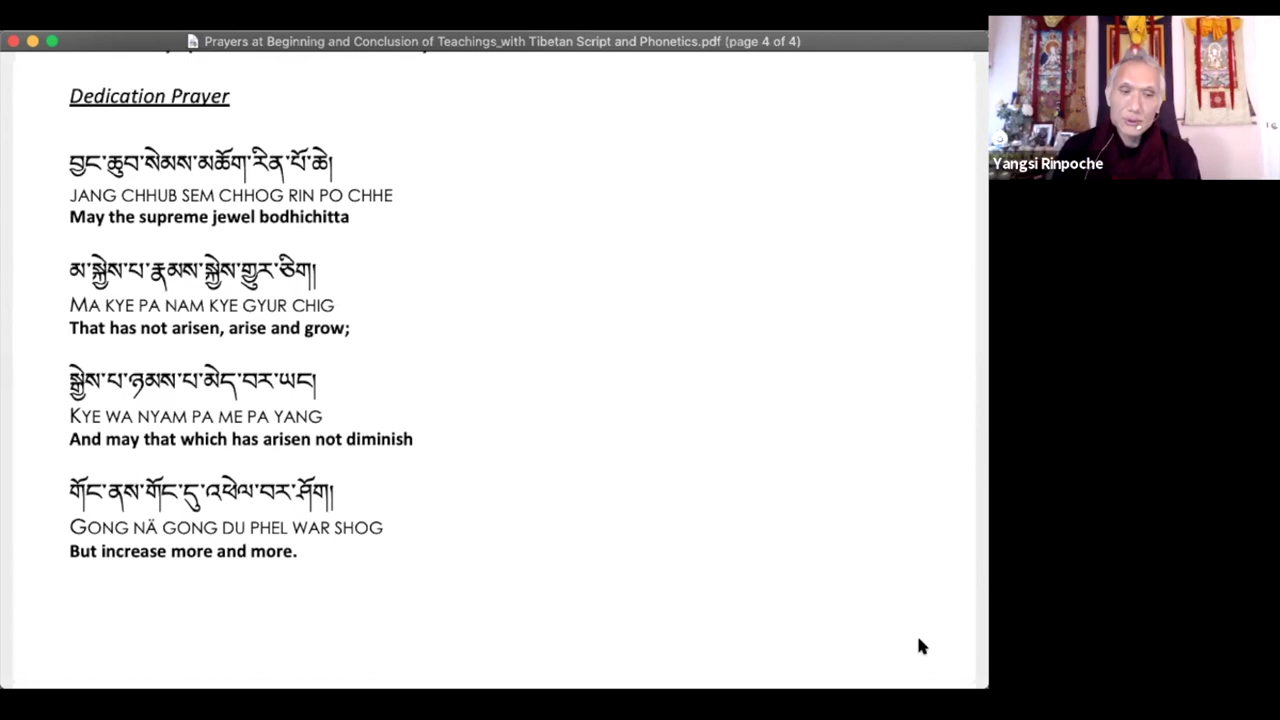 Prayers at Beginning and Conclusion of Teachings_with Tibetan Script and Phonetics.pdf (page 4 of 4)
Dedication Prayer
བྱང་ཆུབ་སེམས་མཆོག་རིན་པོ་ཆེ།
JANG CHHUB SEM CHHOG RIN PO CHHE
May the supreme jewel bodhichitta
མ་སྐྱེས་པ་རྣམས་སྐྱེས་གྱུར་ཅིག།
MA KYE PA NAM KYE GYUR CHIG
That has not arisen, arise and grow;
སྐྱེས་པ་ཉམས་པ་མེད་བར་ཡང།
KYE WA NYAM PA ME PA YANG
And may that which has arisen not diminish
གོང་ནས་གོང་དུ་འཕེལ་བར་ཤོག།
GONG NÄ GONG DU PHEL WAR SHOG
But increase more and more.
Yangsi Rinpoche